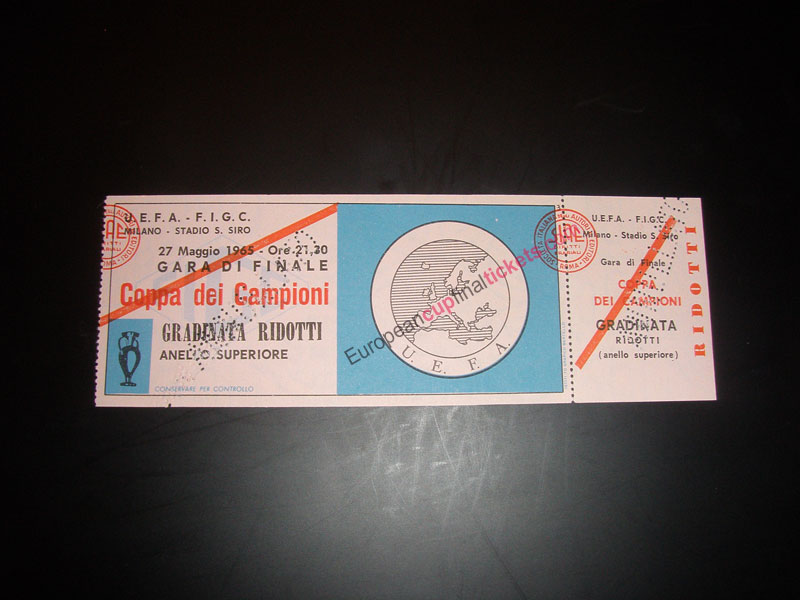 U.E.F.A. - F.I.G.C.
MILANO - STADIO S. SIRO
27 Maggio 1965 Ore 21,30
GARA DI FINALE
Coppa dei Campioni
GRADINATA RIDOTTI
ANELLO SUPERIORE
CONSERVARE PER CONTROLLO
U. E. F. A.
Europeancupfinaltickets.
U.E.F.A. - F.I.G.C.
Milano - Stadio S. Siro
Gara di Finale
COPPA
DEI CAMPIONI
GRADINATA
RIDOTTI
(anello superiore)
RIDOTTI